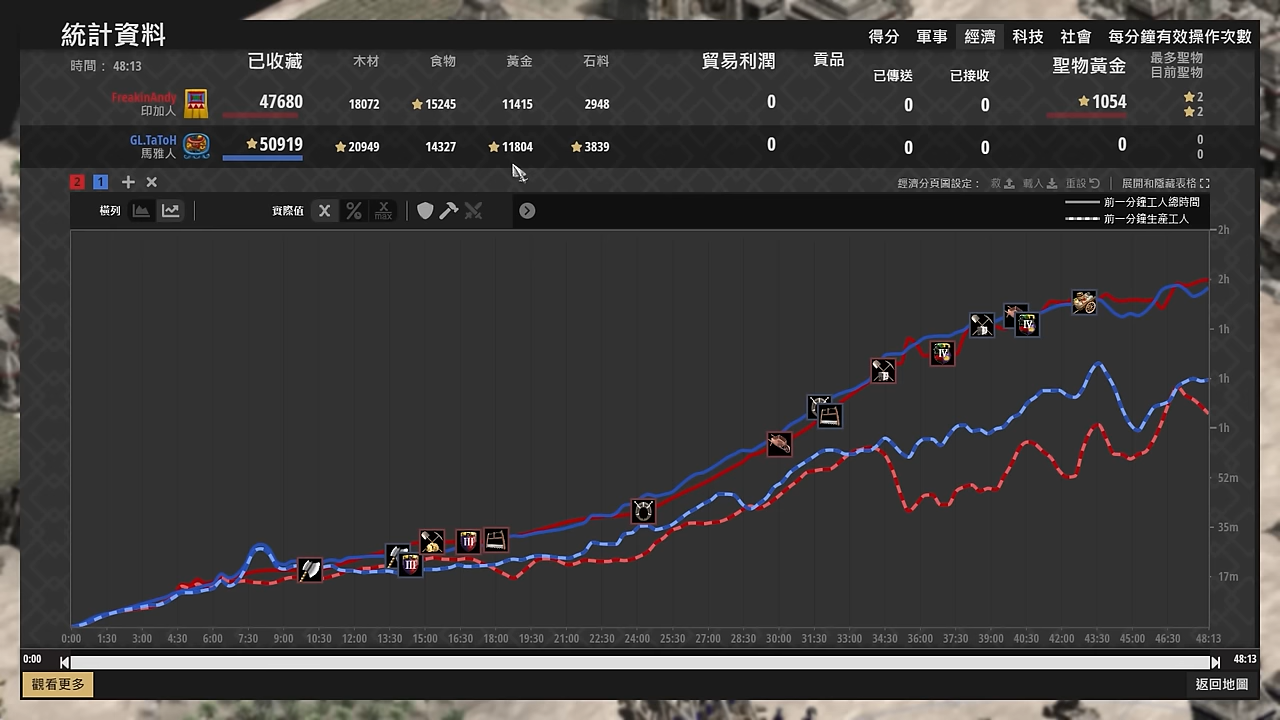 統計資料
得分 軍事 經濟 科技 社會 每分鐘有效操作次數
時間： 48:13
已收藏 木材 食物 黃金 石料 貿易利潤 貢品 已傳送 已接收 聖物黃金 最多聖物
目前聖物
FreakinAndy
印加人
47680 18072 15245 11415 2948 0 0 0 1054 2
2
GL.TaToH
馬雅人
50919 20949 14327 11804 3839 0 0 0 0 0
0
2 1
經濟分頁圖設定： 載入 重設 展開和隱藏表格
橫列 實際值 X % X max
前一分鐘工人總時間
前一分鐘生產工人
2h
2h
1h
1h
1h
52m
35m
17m
III III IV IV
0:00 1:30 3:00 4:30 6:00 7:30 9:00 10:30 12:00 13:30 15:00 16:30 18:00 19:30 21:00 22:30 24:00 25:30 27:00 28:30 30:00 31:30 33:00 34:30 36:00 37:30 39:00 40:30 42:00 43:30 45:00 46:30 48:13
0:00 48:13
觀看更多 返回地圖